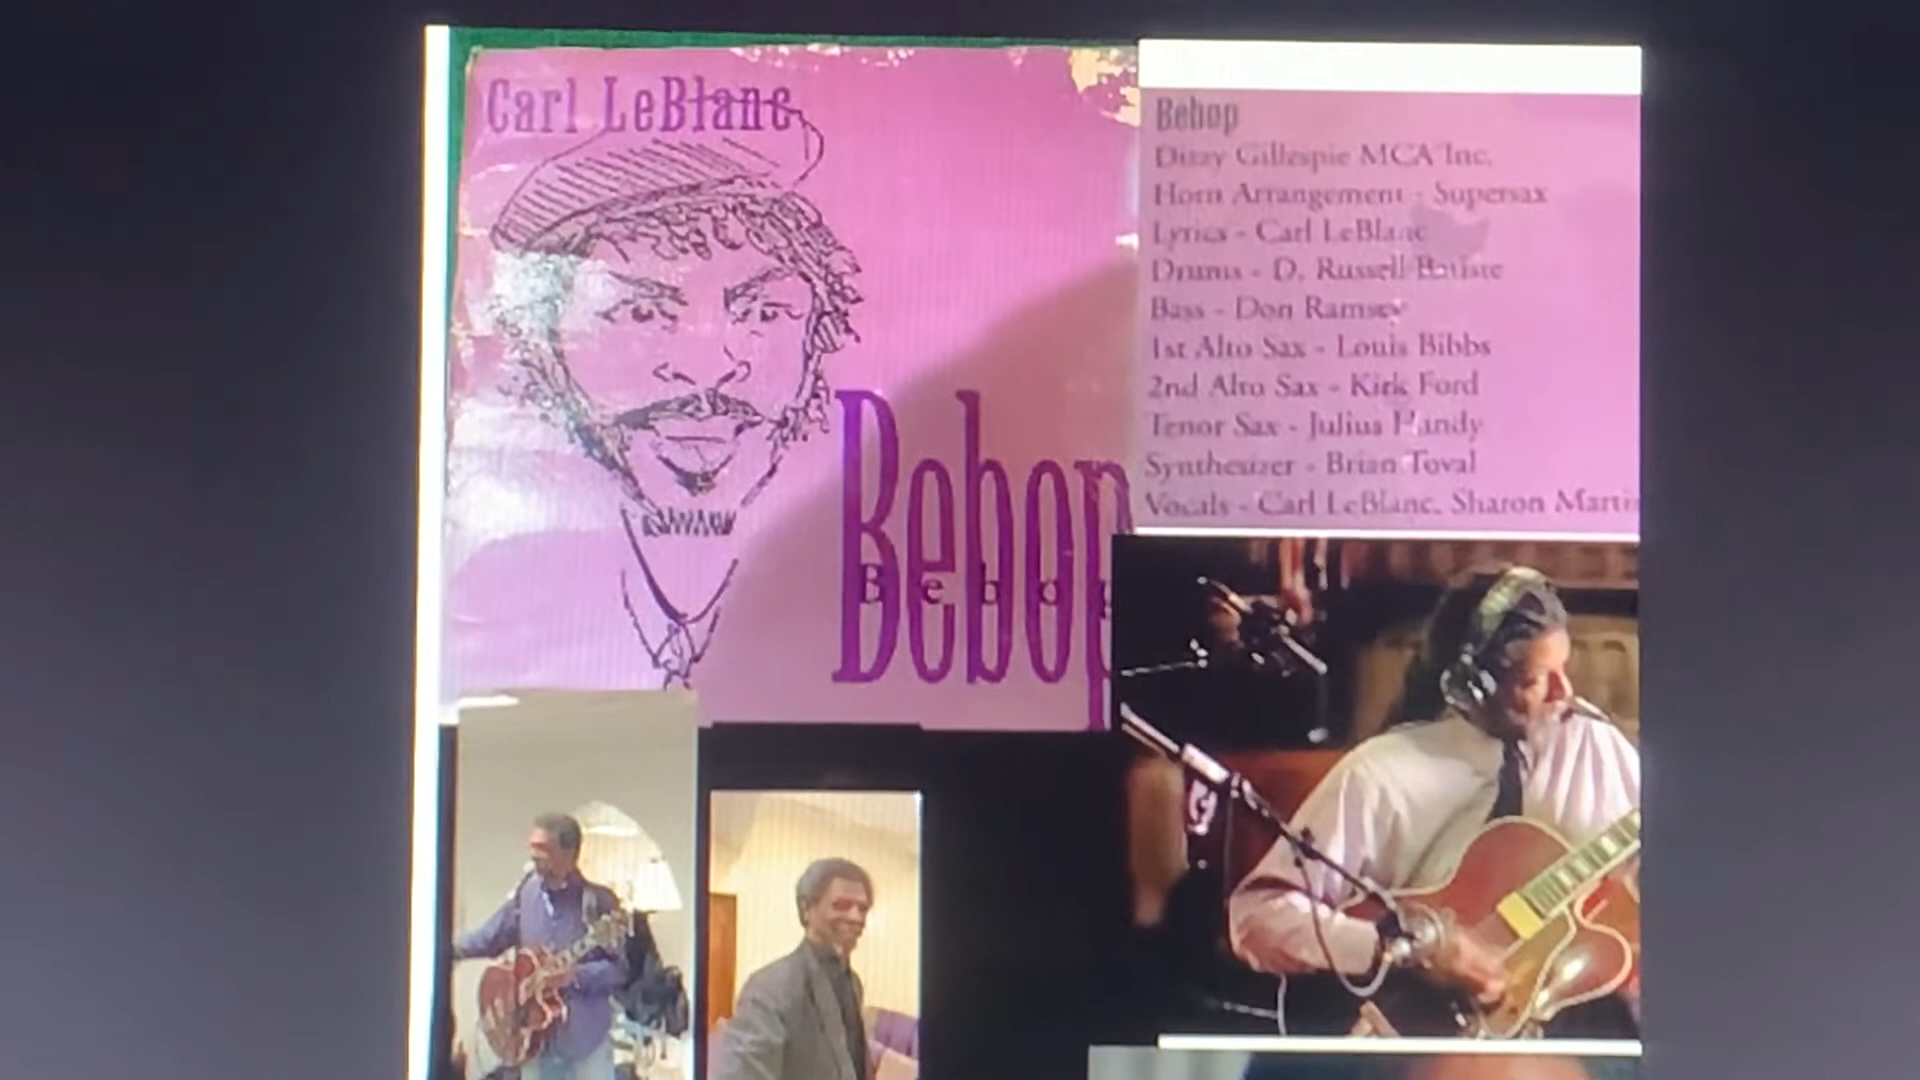 Carl LeBlanc
Bebop
Bebop
Bebop
Dizzy Gillespie MCA Inc.
Horn Arrangement - Supersax
Lyrics - Carl LeBlanc
Drums - D. Russell Batiste
Bass - Don Ramsey
1st Alto Sax - Louis Bibbs
2nd Alto Sax - Kirk Ford
Tenor Sax - Julius Handy
Synthesizer - Brian Toval
Vocals - Carl LeBlanc, Sharon Martin